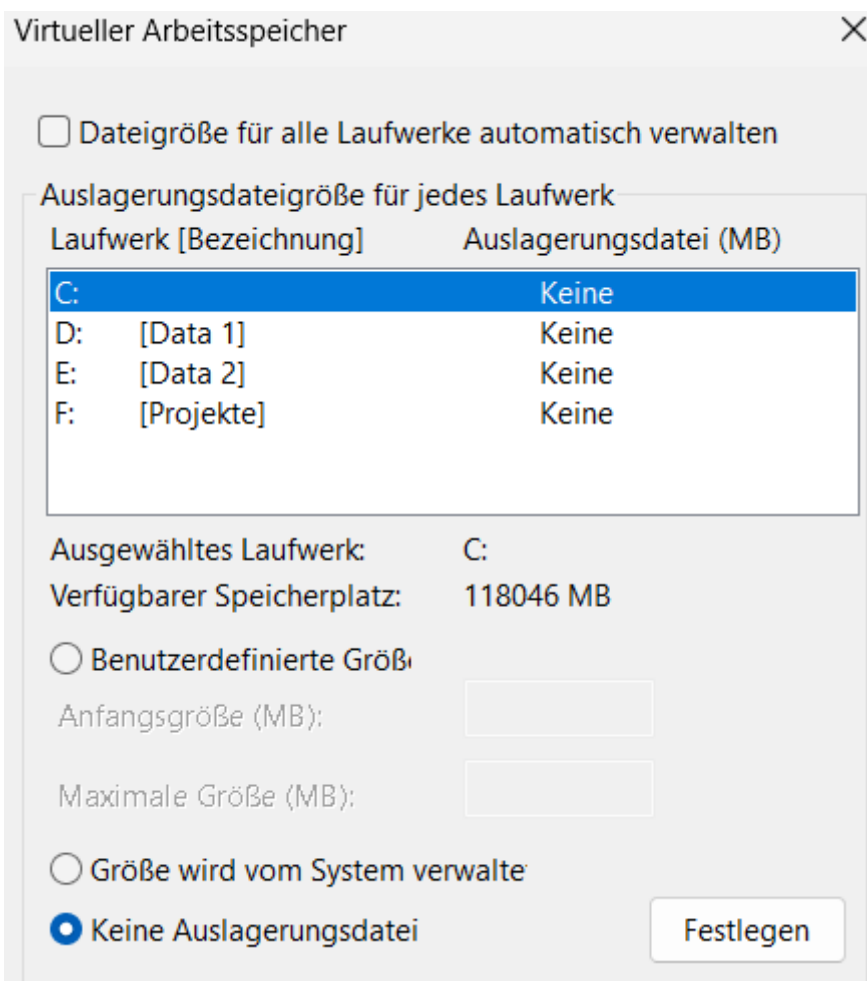 Virtueller Arbeitsspeicher
Dateigröße für alle Laufwerke automatisch verwalten
Auslagerungsdateigröße für jedes Laufwerk
Laufwerk [Bezeichnung] Auslagerungsdatei (MB)
C: Keine
D: [Data 1] Keine
E: [Data 2] Keine
F: [Projekte] Keine
Ausgewähltes Laufwerk: C:
Verfügbarer Speicherplatz: 118046 MB
Benutzerdefinierte Größ
Anfangsgröße (MB):
Maximale Größe (MB):
Größe wird vom System verwalte
Keine Auslagerungsdatei Festlegen